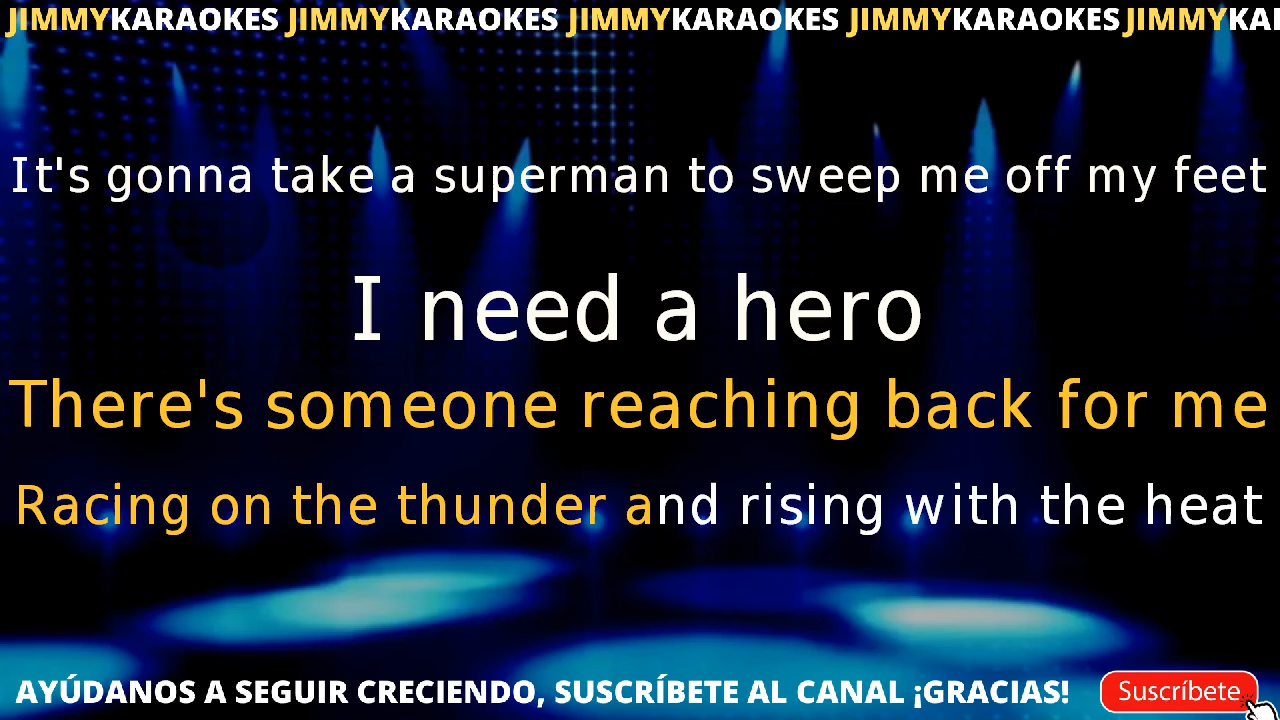 JIMMYKARAOKES JIMMYKARAOKES JIMMYKARAOKES JIMMYKARAOKES JIMMYKA
It's gonna take a superman to sweep me off my feet
I need a hero
There's someone reaching back for me
Racing on the thunder and rising with the heat
AYÚDANOS A SEGUIR CRECIENDO, SUSCRÍBETE AL CANAL ¡GRACIAS! Suscríbete